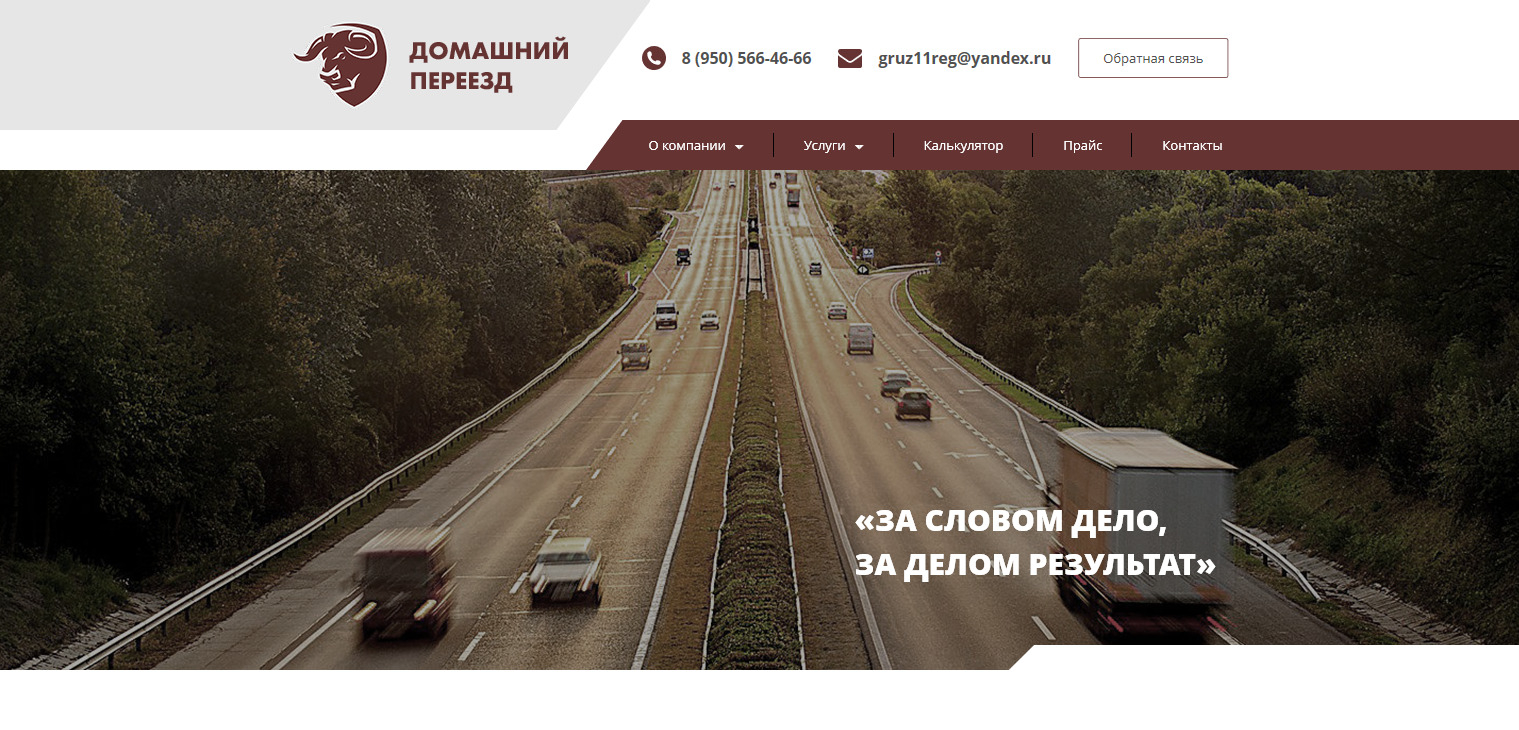 ДОМАШНИЙ
ПЕРЕЕЗД
8 (950) 566-46-66
gruz11reg@yandex.ru
Обратная связь
О компании
Услуги
Калькулятор
Прайс
Контакты
«ЗА СЛОВОМ ДЕЛО,
ЗА ДЕЛОМ РЕЗУЛЬТАТ»